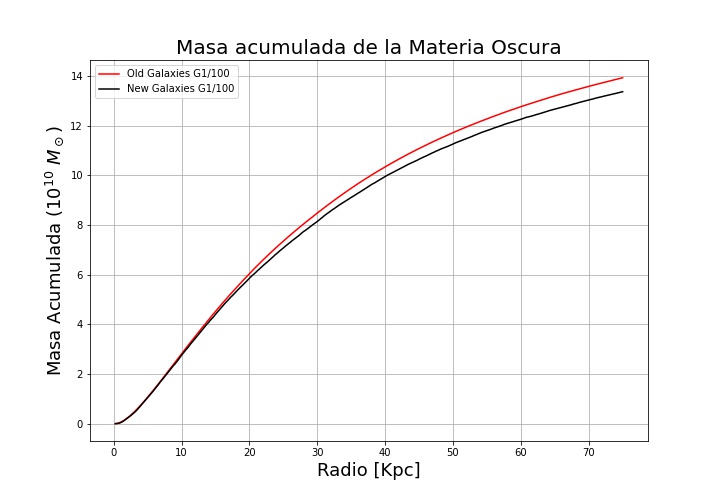 Masa acumulada de la Materia Oscura
Old Galaxies G1/100
New Galaxies G1/100
Masa Acumulada (10¹⁰ M⊙)
14
12
10
8
6
4
2
0
0 10 20 30 40 50 60 70
Radio [Kpc]